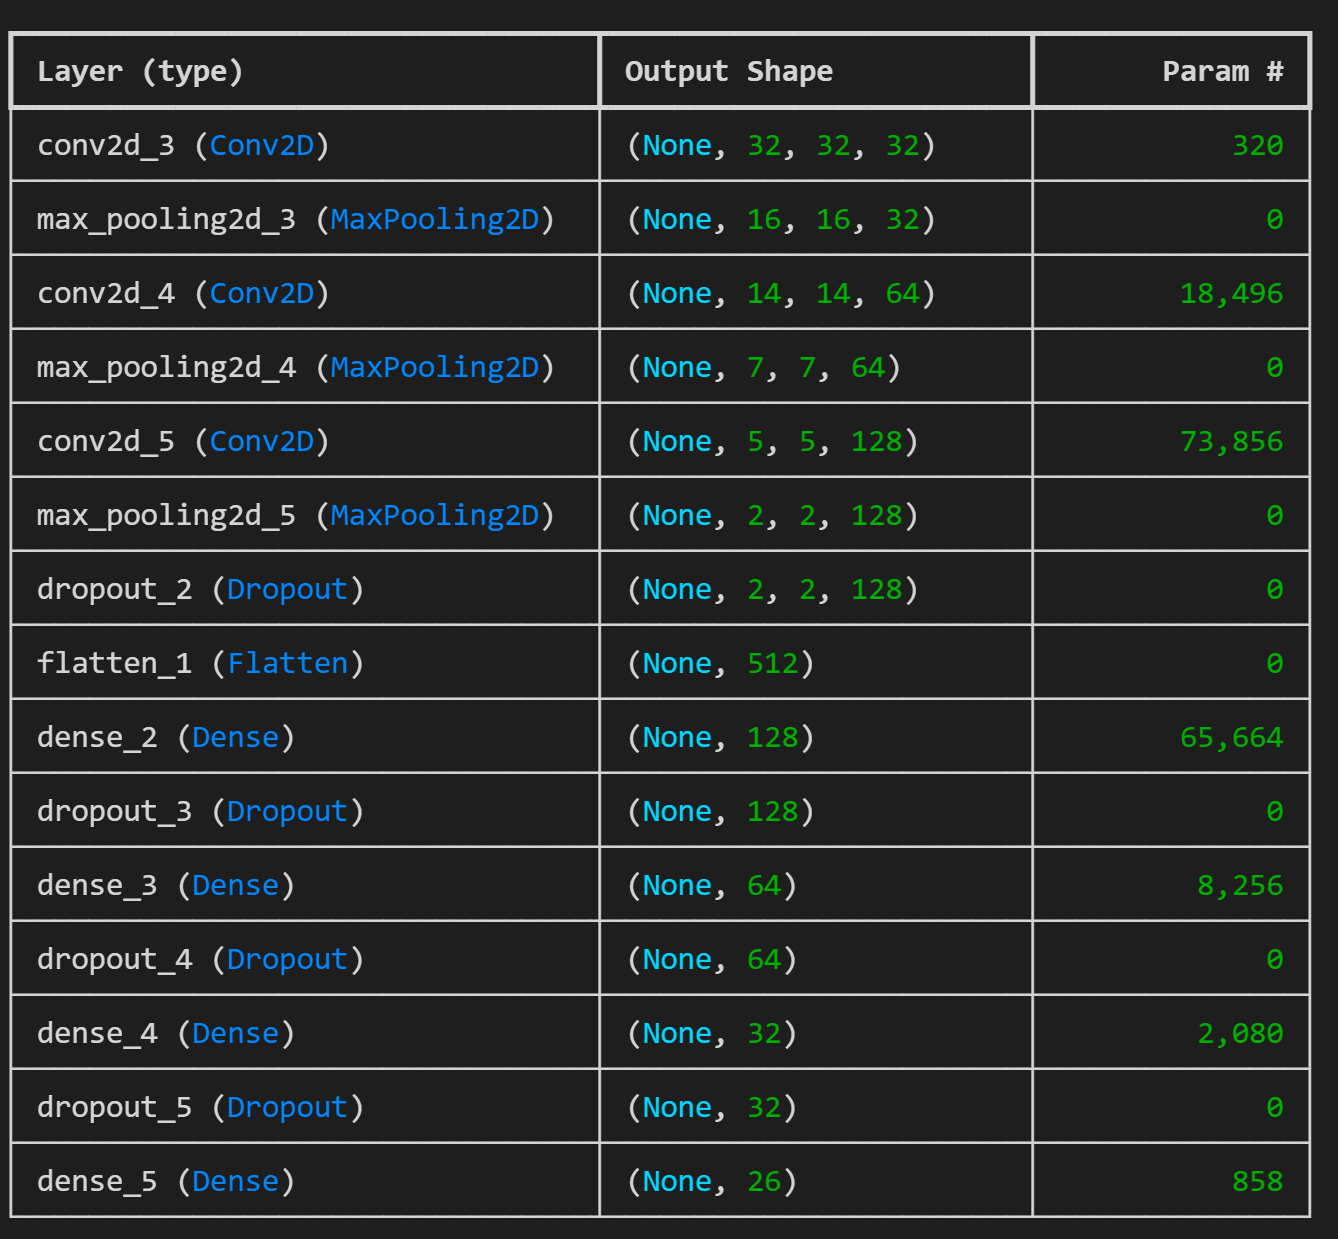 Layer (type) Output Shape Param #
conv2d_3 (Conv2D) (None, 32, 32, 32) 320
max_pooling2d_3 (MaxPooling2D) (None, 16, 16, 32) 0
conv2d_4 (Conv2D) (None, 14, 14, 64) 18,496
max_pooling2d_4 (MaxPooling2D) (None, 7, 7, 64) 0
conv2d_5 (Conv2D) (None, 5, 5, 128) 73,856
max_pooling2d_5 (MaxPooling2D) (None, 2, 2, 128) 0
dropout_2 (Dropout) (None, 2, 2, 128) 0
flatten_1 (Flatten) (None, 512) 0
dense_2 (Dense) (None, 128) 65,664
dropout_3 (Dropout) (None, 128) 0
dense_3 (Dense) (None, 64) 8,256
dropout_4 (Dropout) (None, 64) 0
dense_4 (Dense) (None, 32) 2,080
dropout_5 (Dropout) (None, 32) 0
dense_5 (Dense) (None, 26) 858